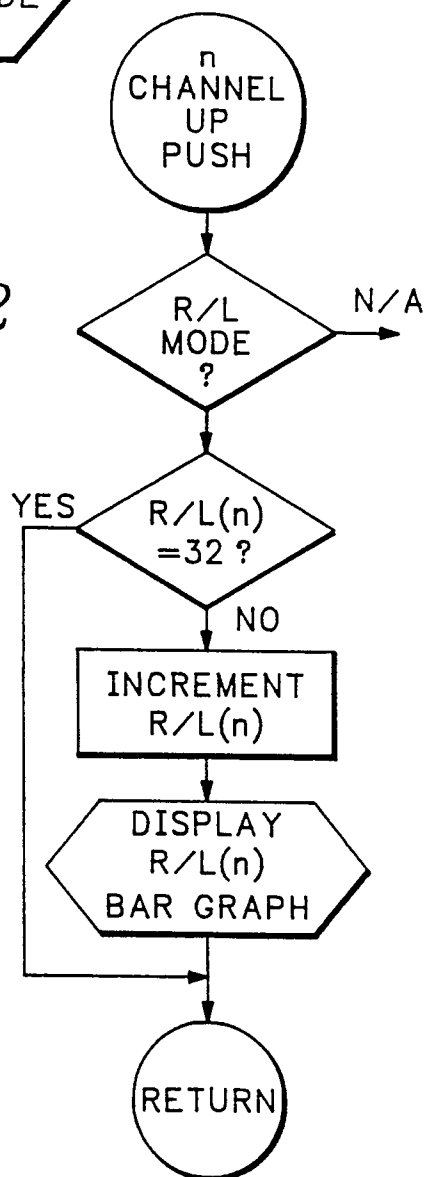 n
CHANNEL
UP
PUSH
R/L
MODE
?
N/A
YES
R/L(n)
=32 ?
NO
INCREMENT
R/L(n)
DISPLAY
R/L(n)
BAR GRAPH
RETURN